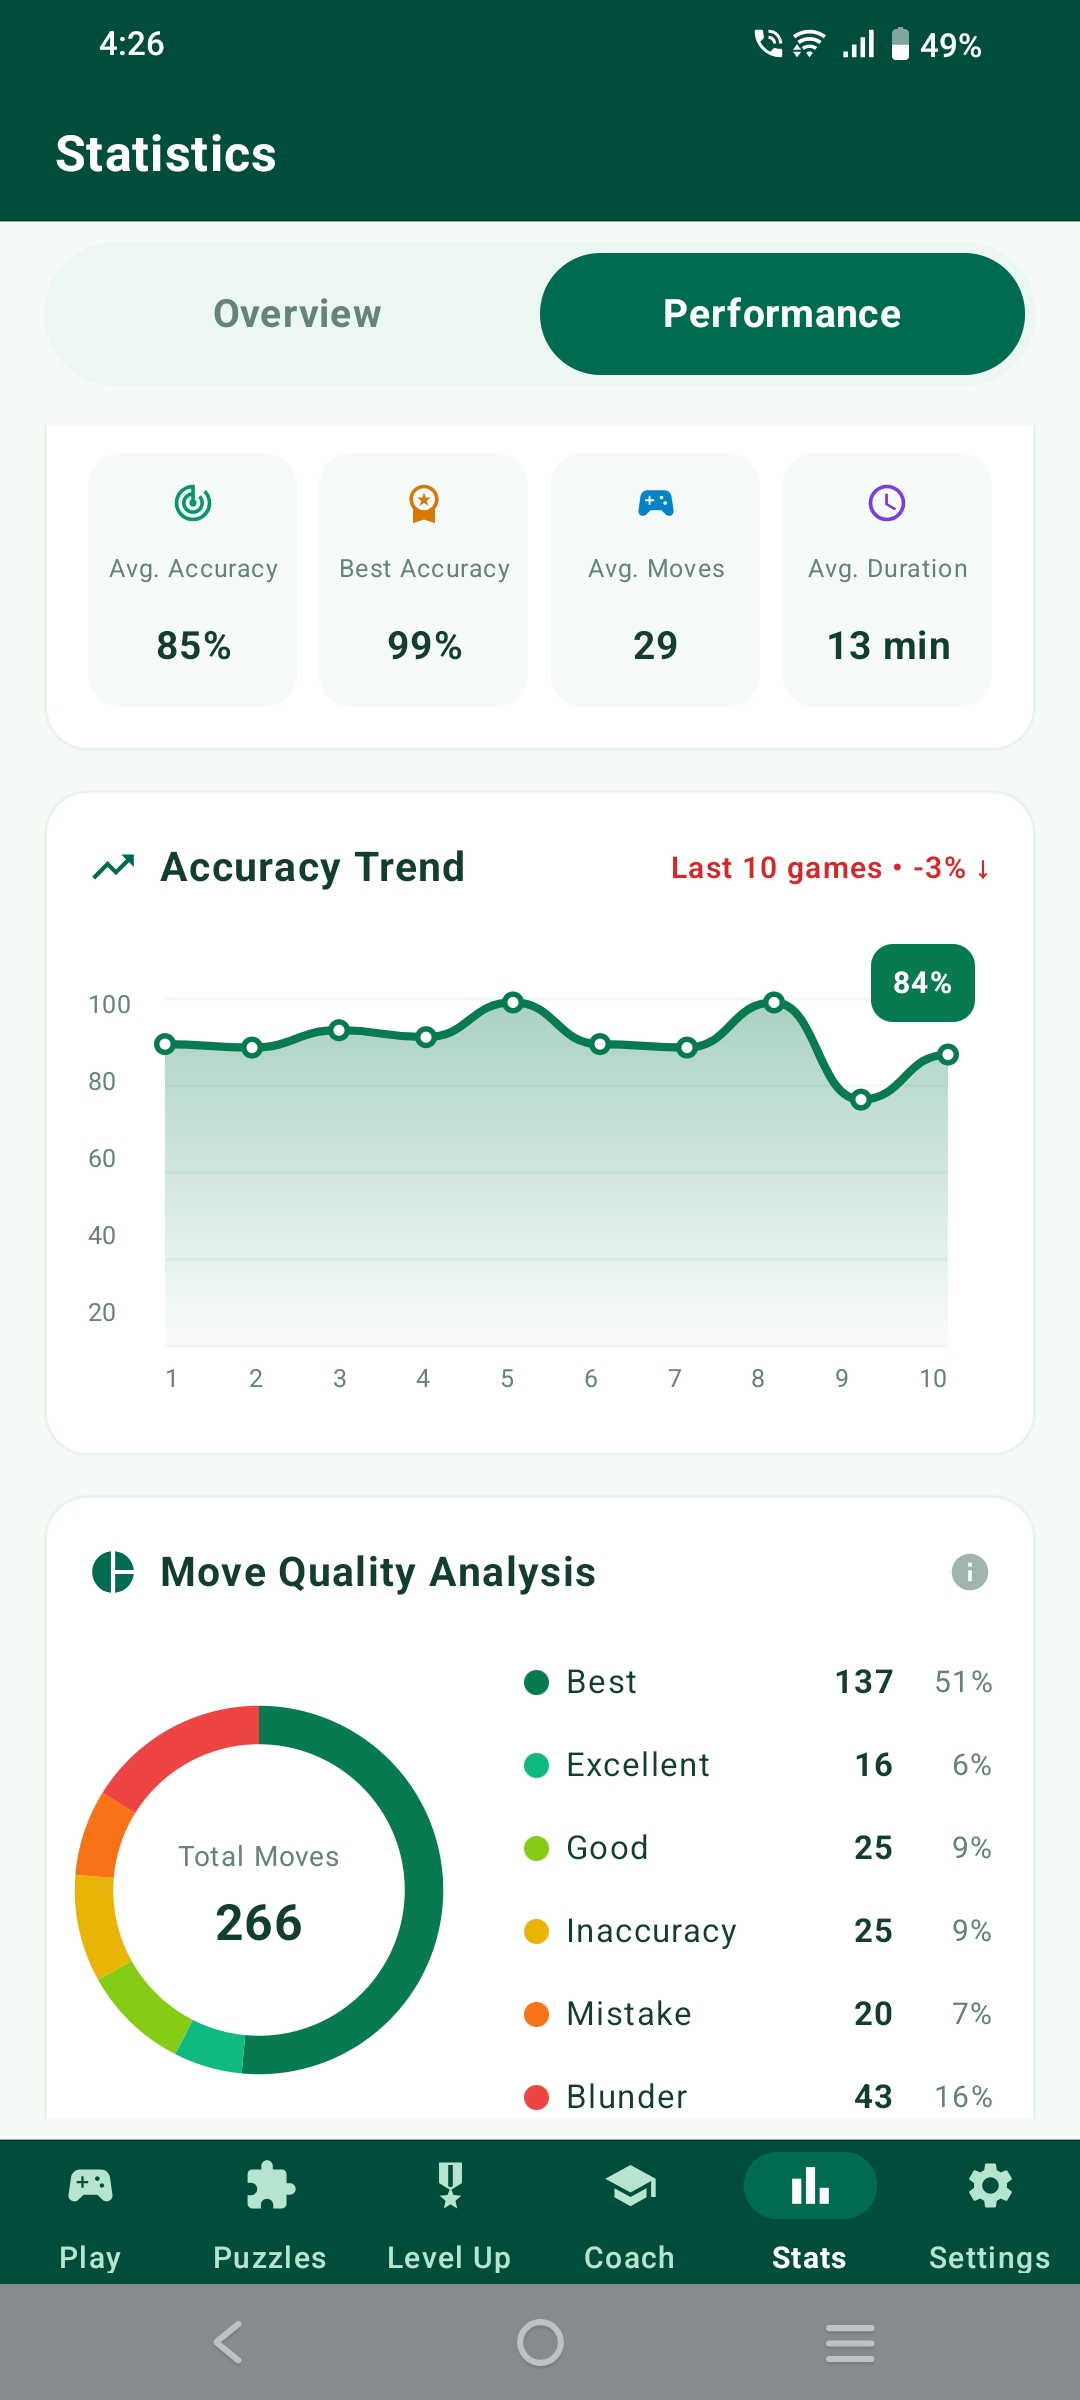 4:26
49%
Statistics
Overview
Performance
Avg. Accuracy
85%
Best Accuracy
99%
Avg. Moves
29
Avg. Duration
13 min
Accuracy Trend
Last 10 games • -3% ↓
84%
100
80
60
40
20
1 2 3 4 5 6 7 8 9 10
Move Quality Analysis
Total Moves
266
Best 137 51%
Excellent 16 6%
Good 25 9%
Inaccuracy 25 9%
Mistake 20 7%
Blunder 43 16%
Play
Puzzles
Level Up
Coach
Stats
Settings